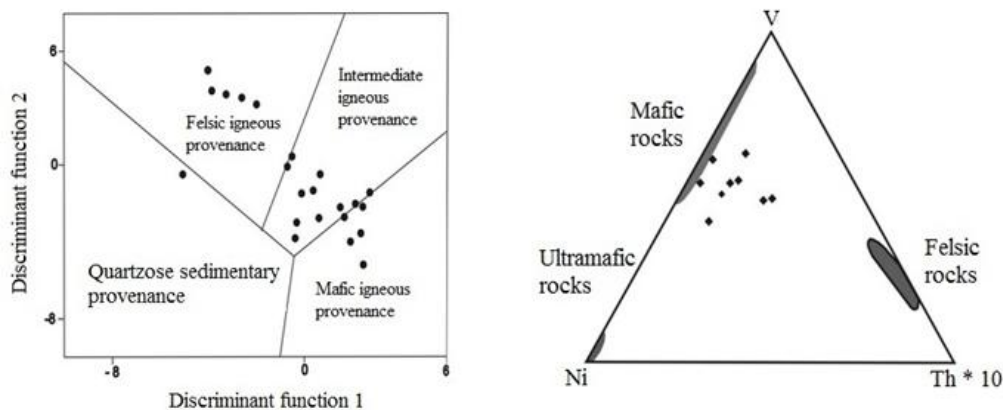 6
0
-8
Discriminant function 2
Felsic igneous
provenance
Intermediate
igneous
provenance
Quartzose sedimentary
provenance
Mafic igneous
provenance
-8
0
6
Discriminant function 1
V
Mafic
rocks
Ultramafic
rocks
Felsic
rocks
Ni
Th * 10